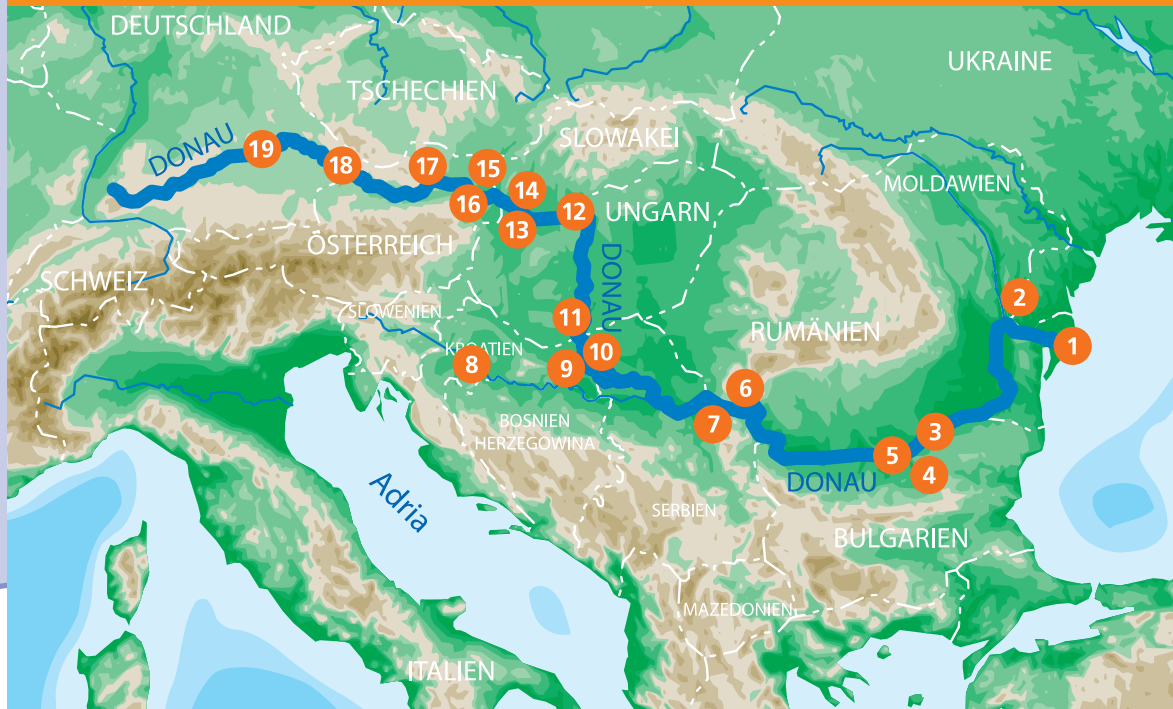 DEUTSCHLAND
UKRAINE
TSCHECHIEN
SLOWAKEI
DONAU
19
18
17
15
14
16
13
12
UNGARN
MOLDAWIEN
ÖSTERREICH
SCHWEIZ
DONAU
SLOWENIEN
KROATIEN
11
10
9
8
RUMÄNIEN
2
1
6
7
3
5
4
BOSNIEN
HERZEGOWINA
DONAU
Adria
SERBIEN
BULGARIEN
MAZEDONIEN
ITALIEN